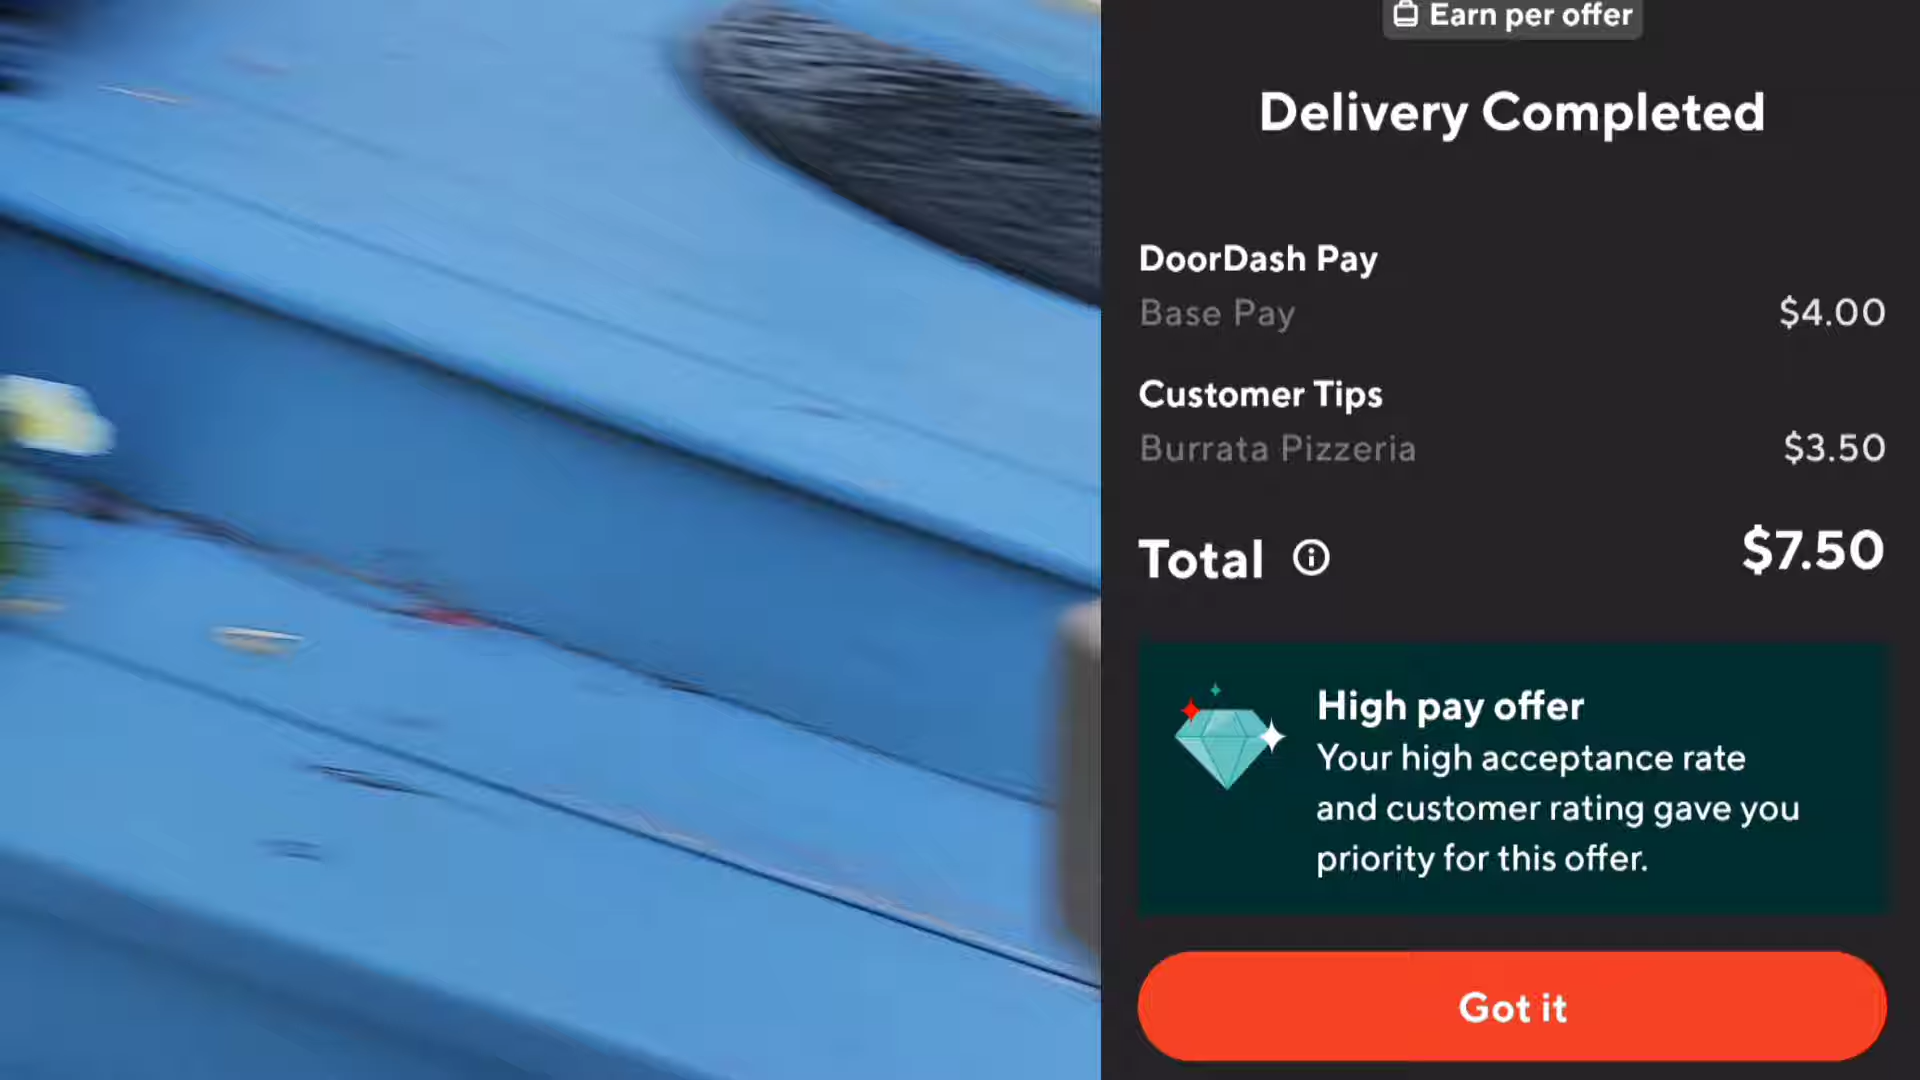 Earn per offer
Delivery Completed
DoorDash Pay
Base Pay $4.00
Customer Tips
Burrata Pizzeria $3.50
Total $7.50
High pay offer
Your high acceptance rate
and customer rating gave you
priority for this offer.
Got it